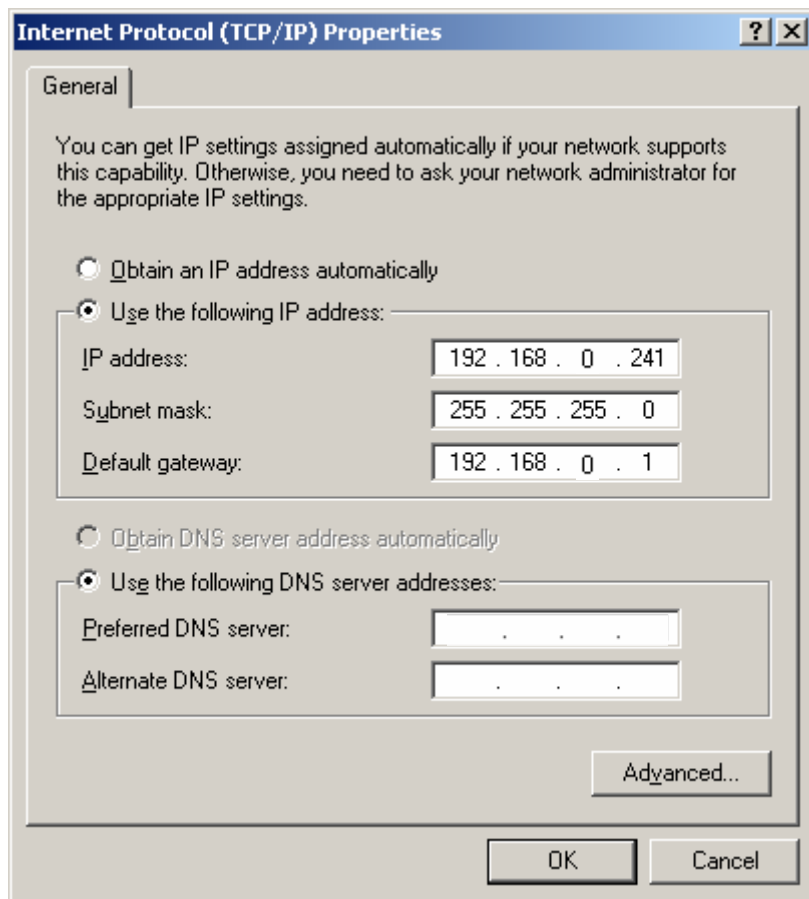 Internet Protocol (TCP/IP) Properties
General
You can get IP settings assigned automatically if your network supports
this capability. Otherwise, you need to ask your network administrator for
the appropriate IP settings.
Obtain an IP address automatically
Use the following IP address:
IP address: 192 . 168 . 0 . 241
Subnet mask: 255 . 255 . 255 . 0
Default gateway: 192 . 168 . 0 . 1
Obtain DNS server address automatically
Use the following DNS server addresses:
Preferred DNS server: . . .
Alternate DNS server: . . .
Advanced...
OK Cancel